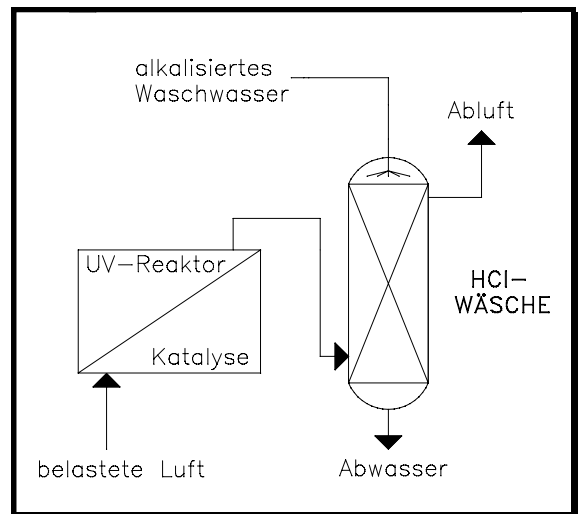 alkalisiertes
Waschwasser
Abluft
UV-Reaktor
HCl-
WÄSCHE
Katalyse
belastete Luft
Abwasser